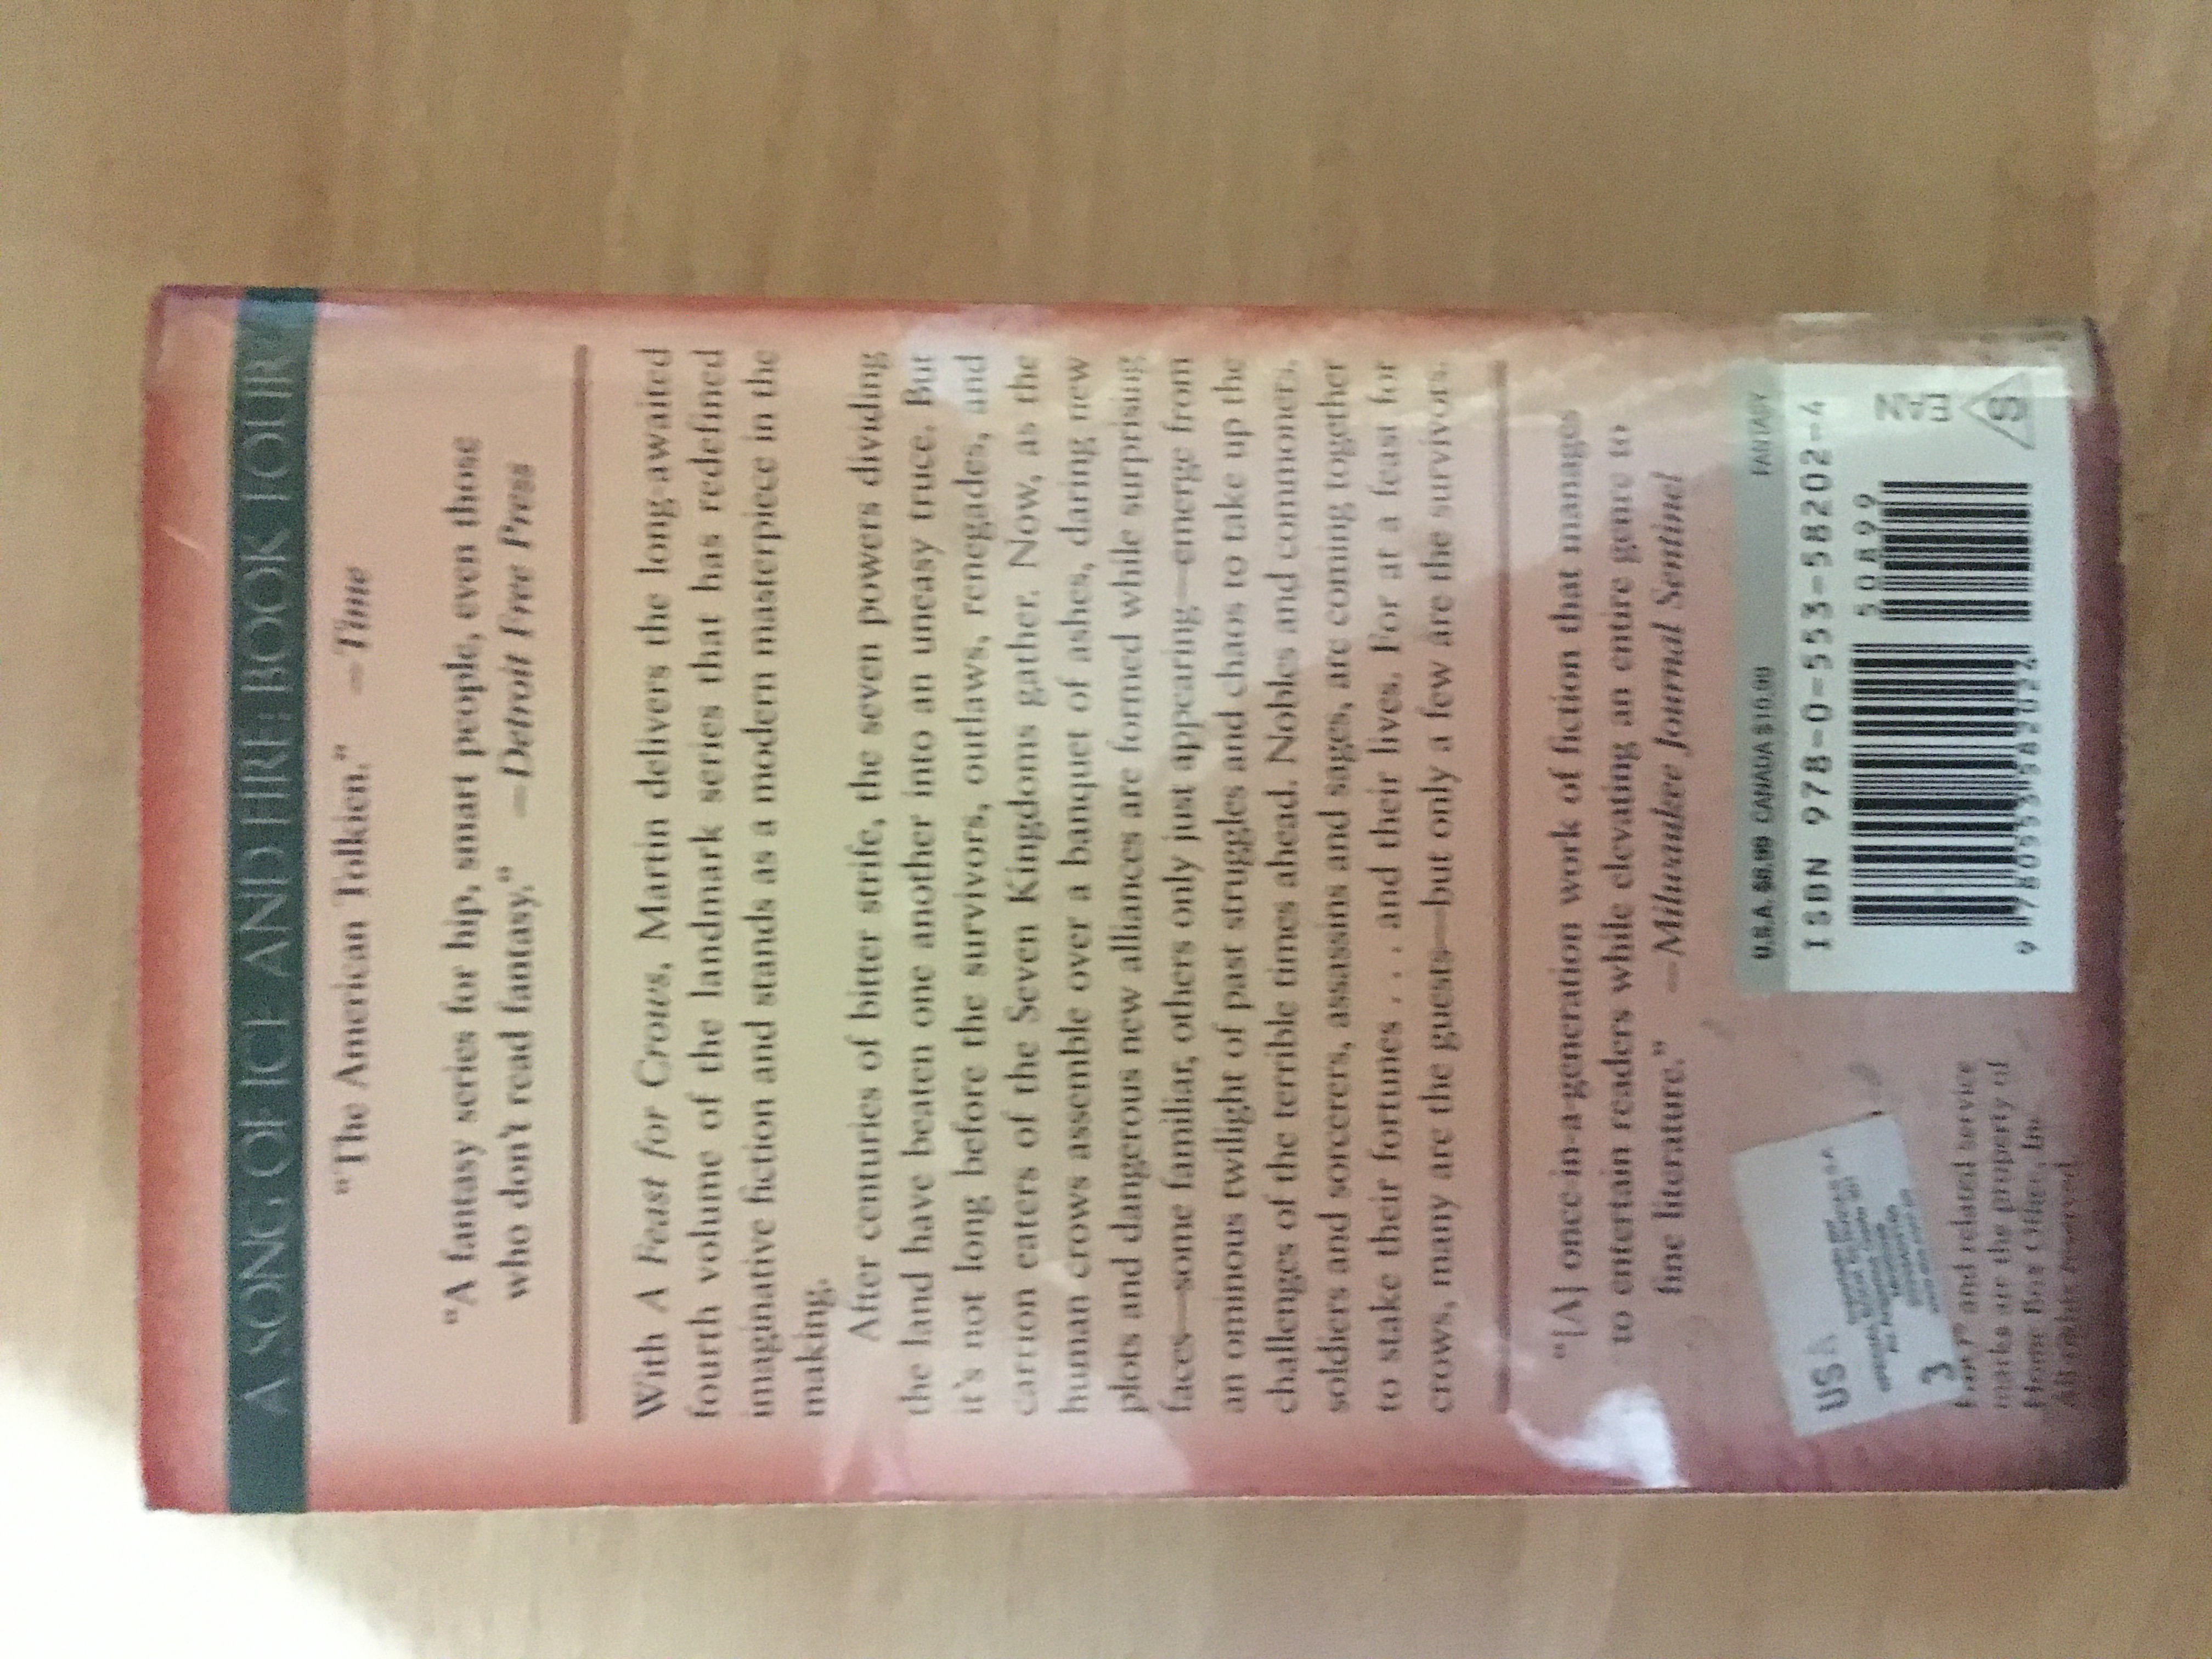 A SONG OF ICE AND FIRE: BOOK FOUR
"The American Tolkien." —Time
"A fantasy series for hip, smart people, even those
who don't read fantasy." —Detroit Free Press
With A Feast for Crows, Martin delivers the long-awaited
fourth volume of the landmark series that has redefined
imaginative fiction and stands as a modern masterpiece in the
making.
After centuries of bitter strife, the seven powers dividing
the land have beaten one another into an uneasy truce. But
it's not long before the survivors, outlaws, renegades, and
carrion eaters of the Seven Kingdoms gather. Now, as the
human crows assemble over a banquet of ashes, daring new
plots and dangerous new alliances are formed while surprising
faces—some familiar, others only just appearing—emerge from
an ominous twilight of past struggles and chaos to take up the
challenges of the terrible times ahead. Nobles and commoners,
soldiers and sorcerers, assassins and sages, are coming together
to stake their fortunes . . . and their lives. For at a feast for
crows, many are the guests—but only a few are the survivors.
"[A] once-in-a-generation work of fiction that manages
to entertain readers while elevating an entire genre to
fine literature." —Milwaukee Journal Sentinel
U.S.A. $8.99 CANADA $10.99 FANTASY
ISBN 978-0-553-58202-4
50899
9 780553 582024
EAN
S
USA
Importado por
SPECIAL BOOK SERVICES S.A.
3
and related service
marks are the property of
Home Box Office, Inc.
All rights reserved.